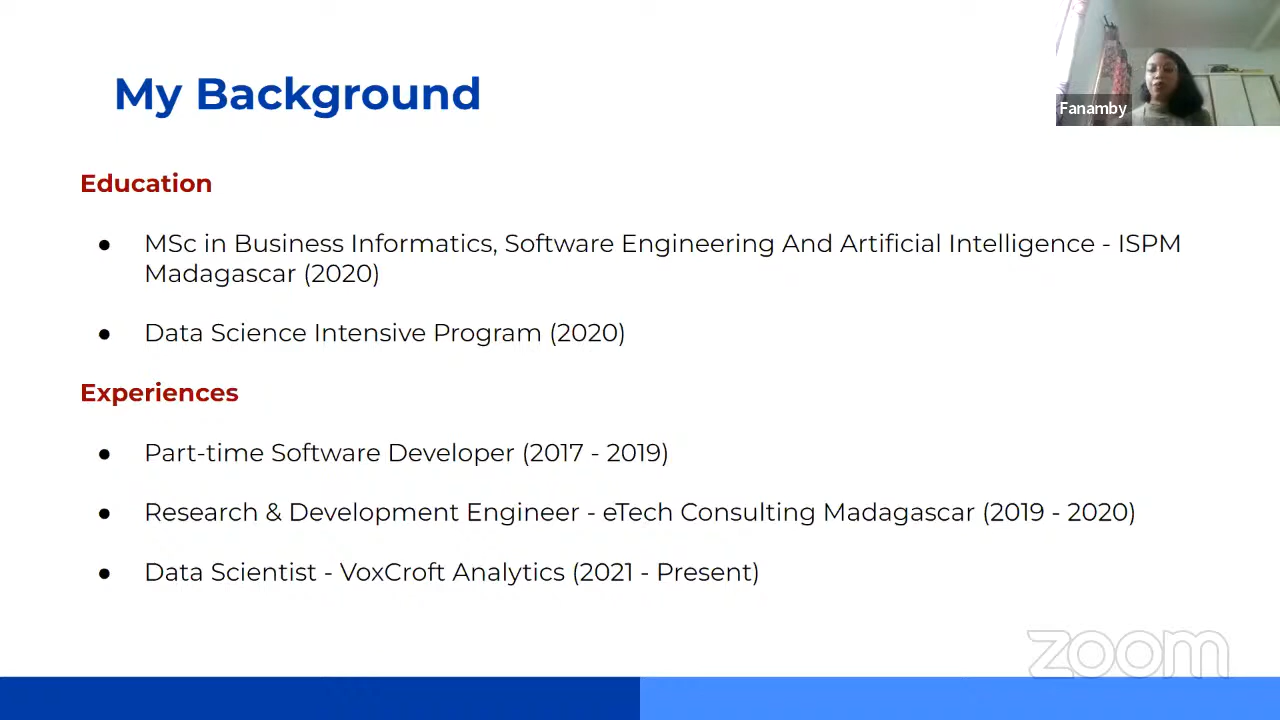 My Background
Fanamby
Education
● MSc in Business Informatics, Software Engineering And Artificial Intelligence - ISPM
Madagascar (2020)
● Data Science Intensive Program (2020)
Experiences
● Part-time Software Developer (2017 - 2019)
● Research & Development Engineer - eTech Consulting Madagascar (2019 - 2020)
● Data Scientist - VoxCroft Analytics (2021 - Present)
zoom